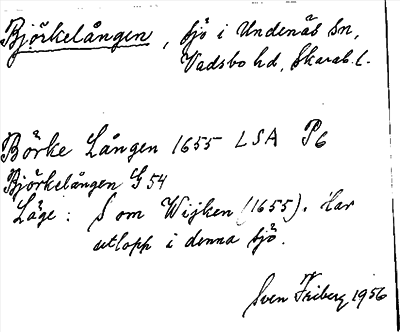 Björkelången, sjö i Undenäs sn,
Vadsbo hd, Skarab. l.
Börke Lången 1655 LSA P6
Björkelången G 54
Läge: S om Wijken (1655). Har
utlopp i denna sjö.
Sven Friberg 1956